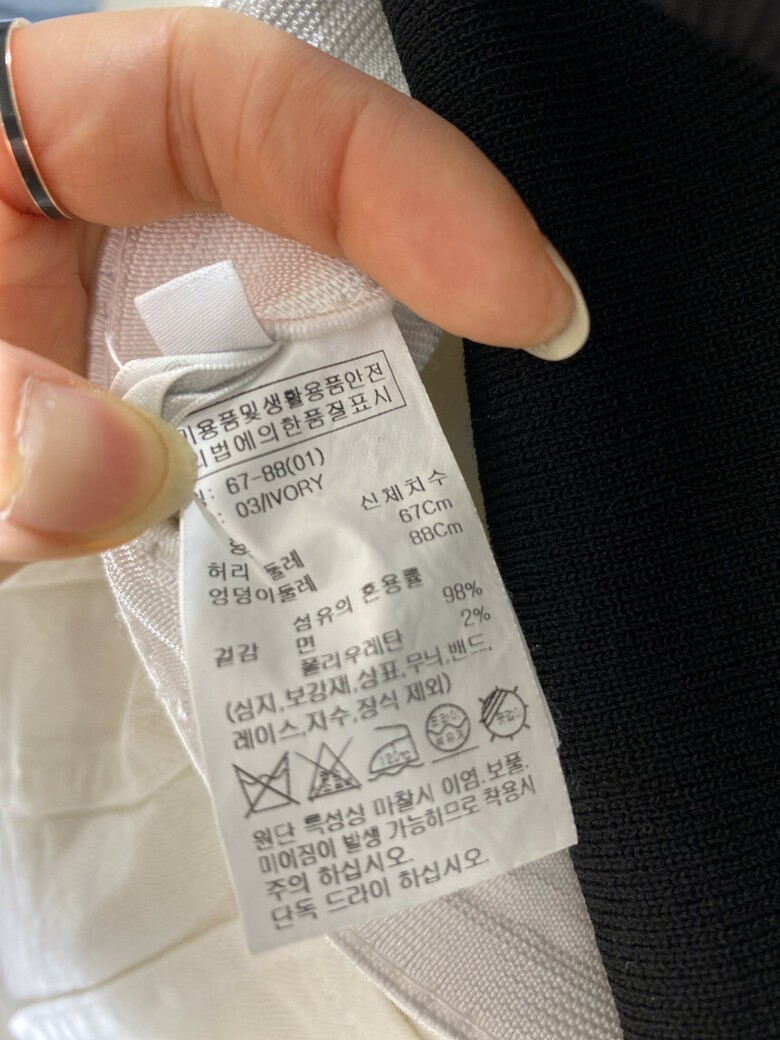 용품및생활용품안전
법에의한품질표시
: 67-88(01)
: 03/IVORY
신체치수
허리 둘레 67Cm
엉덩이둘레 88Cm
섬유의 혼용률
겉감 면 98%
폴리우레탄 2%
(심지,보강재,상표,무늬,밴드,
레이스,자수,장식 제외)
120℃
드라이
원단 특성상 마찰시 이염.보풀.
미어짐이 발생 가능하므로 착용시
주의 하십시오.
단독 드라이 하십시오.